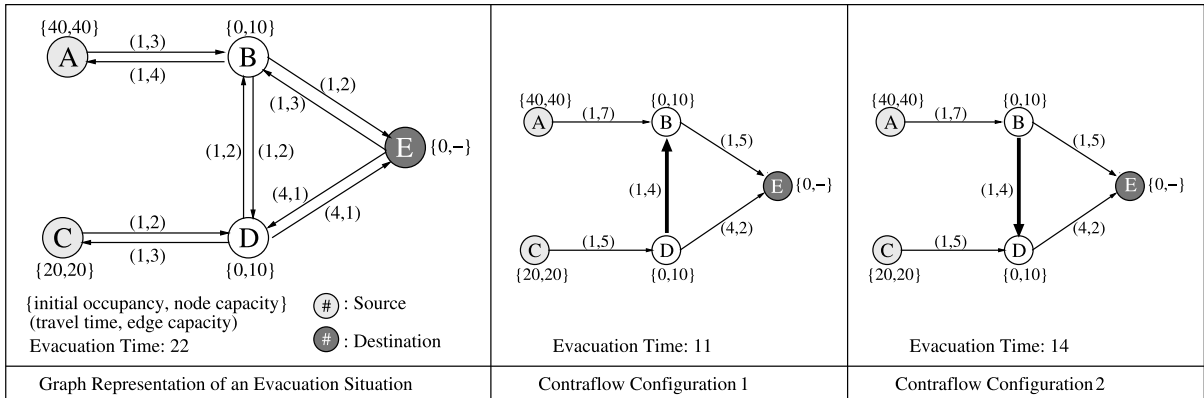 {40,40}
{0,10}
(1,3)
A
B
(1,4)
(1,2)
(1,3)
(1,2)
(1,2)
E
{0,−}
(4,1)
(1,2)
(4,1)
C
D
(1,3)
{20,20}
{0,10}
{initial occupancy, node capacity}
(travel time, edge capacity)
# : Source
# : Destination
Evacuation Time: 22
Graph Representation of an Evacuation Situation
{40,40}
{0,10}
A
(1,7)
B
(1,5)
(1,4)
E
{0,−}
(1,5)
(4,2)
C
D
{20,20}
{0,10}
Evacuation Time: 11
Contraflow Configuration 1
{40,40}
{0,10}
A
(1,7)
B
(1,5)
(1,4)
E
{0,−}
(1,5)
(4,2)
C
D
{20,20}
{0,10}
Evacuation Time: 14
Contraflow Configuration 2